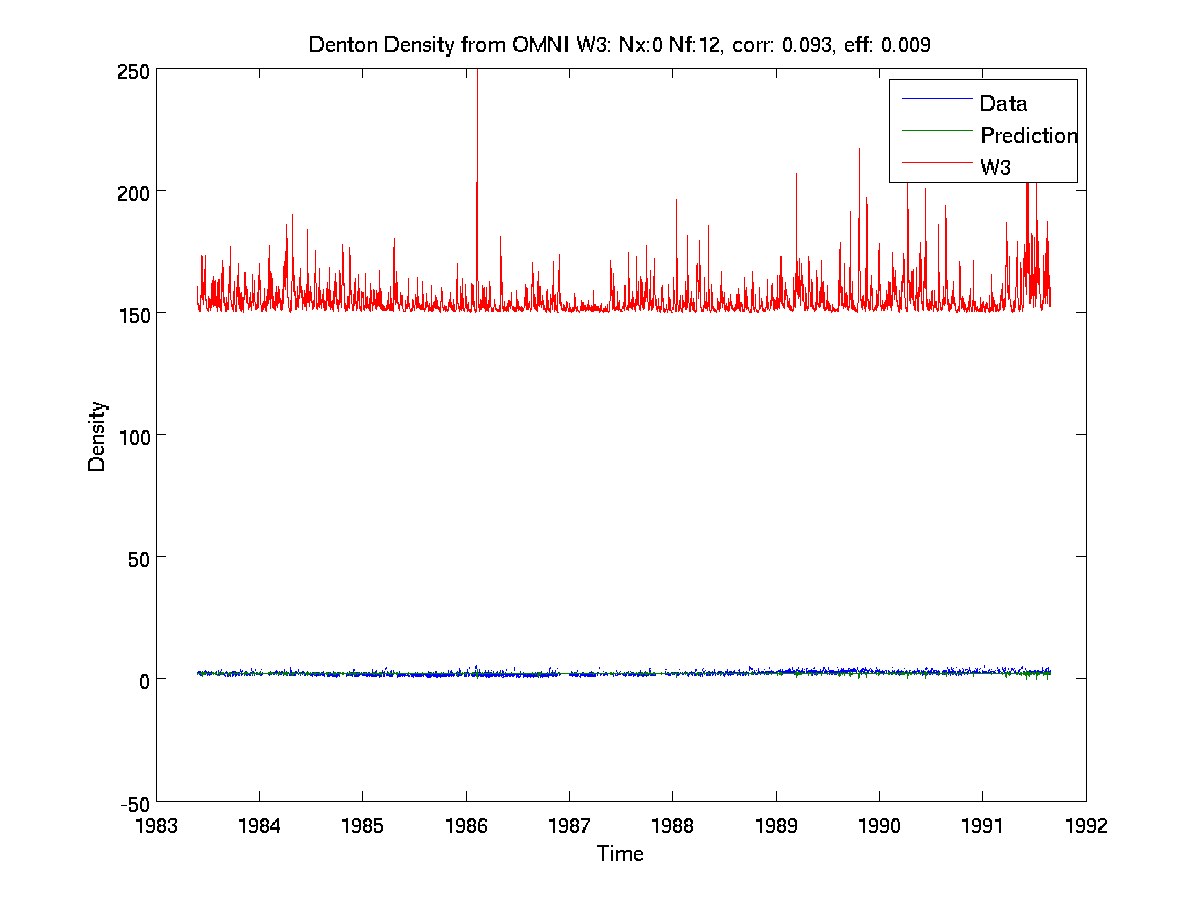 Denton Density from OMNI W3: Nx:0 Nf:12, corr: 0.093, eff: 0.009
250
200
150
100
50
0
-50
Density
Data
Prediction
W3
1983 1984 1985 1986 1987 1988 1989 1990 1991 1992
Time